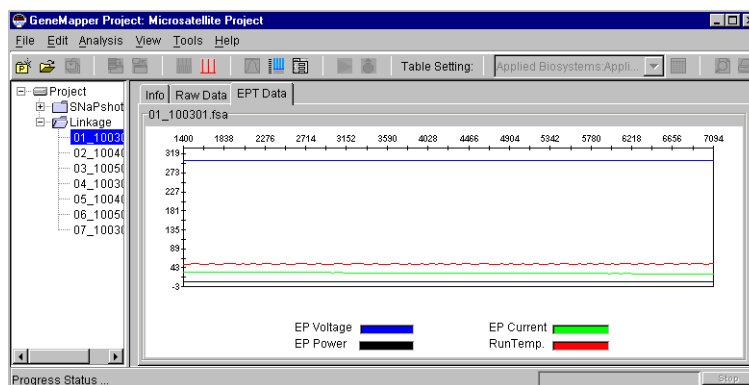 GeneMapper Project: Microsatellite Project
File Edit Analysis View Tools Help
Table Setting: Applied Biosystems:Appli...
Project
SNaPshot
Linkage
01_10030
02_10040
03_10050
04_10030
05_10040
06_10050
07_10030
Info Raw Data EPT Data
01_100301.fsa
1400 1838 2276 2714 3152 3590 4028 4466 4904 5342 5780 6218 6656 7094
319
273
227
181
135
89
43
-3
EP Voltage EP Current
EP Power RunTemp.
Progress Status ... Stop